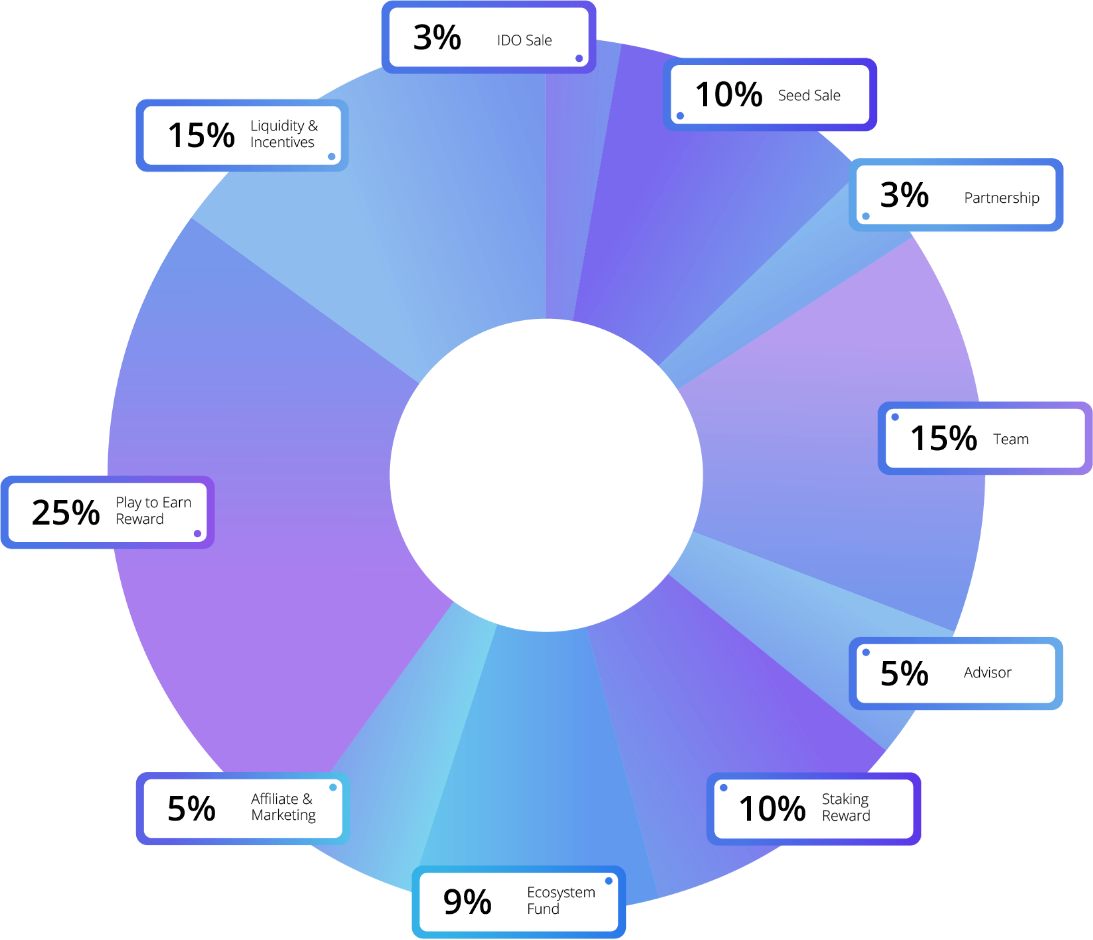 3% IDO Sale
10% Seed Sale
15% Liquidity &
Incentives
3% Partnership
15% Team
25% Play to Earn
Reward
5% Advisor
5% Affiliate &
Marketing
10% Staking
Reward
9% Ecosystem
Fund